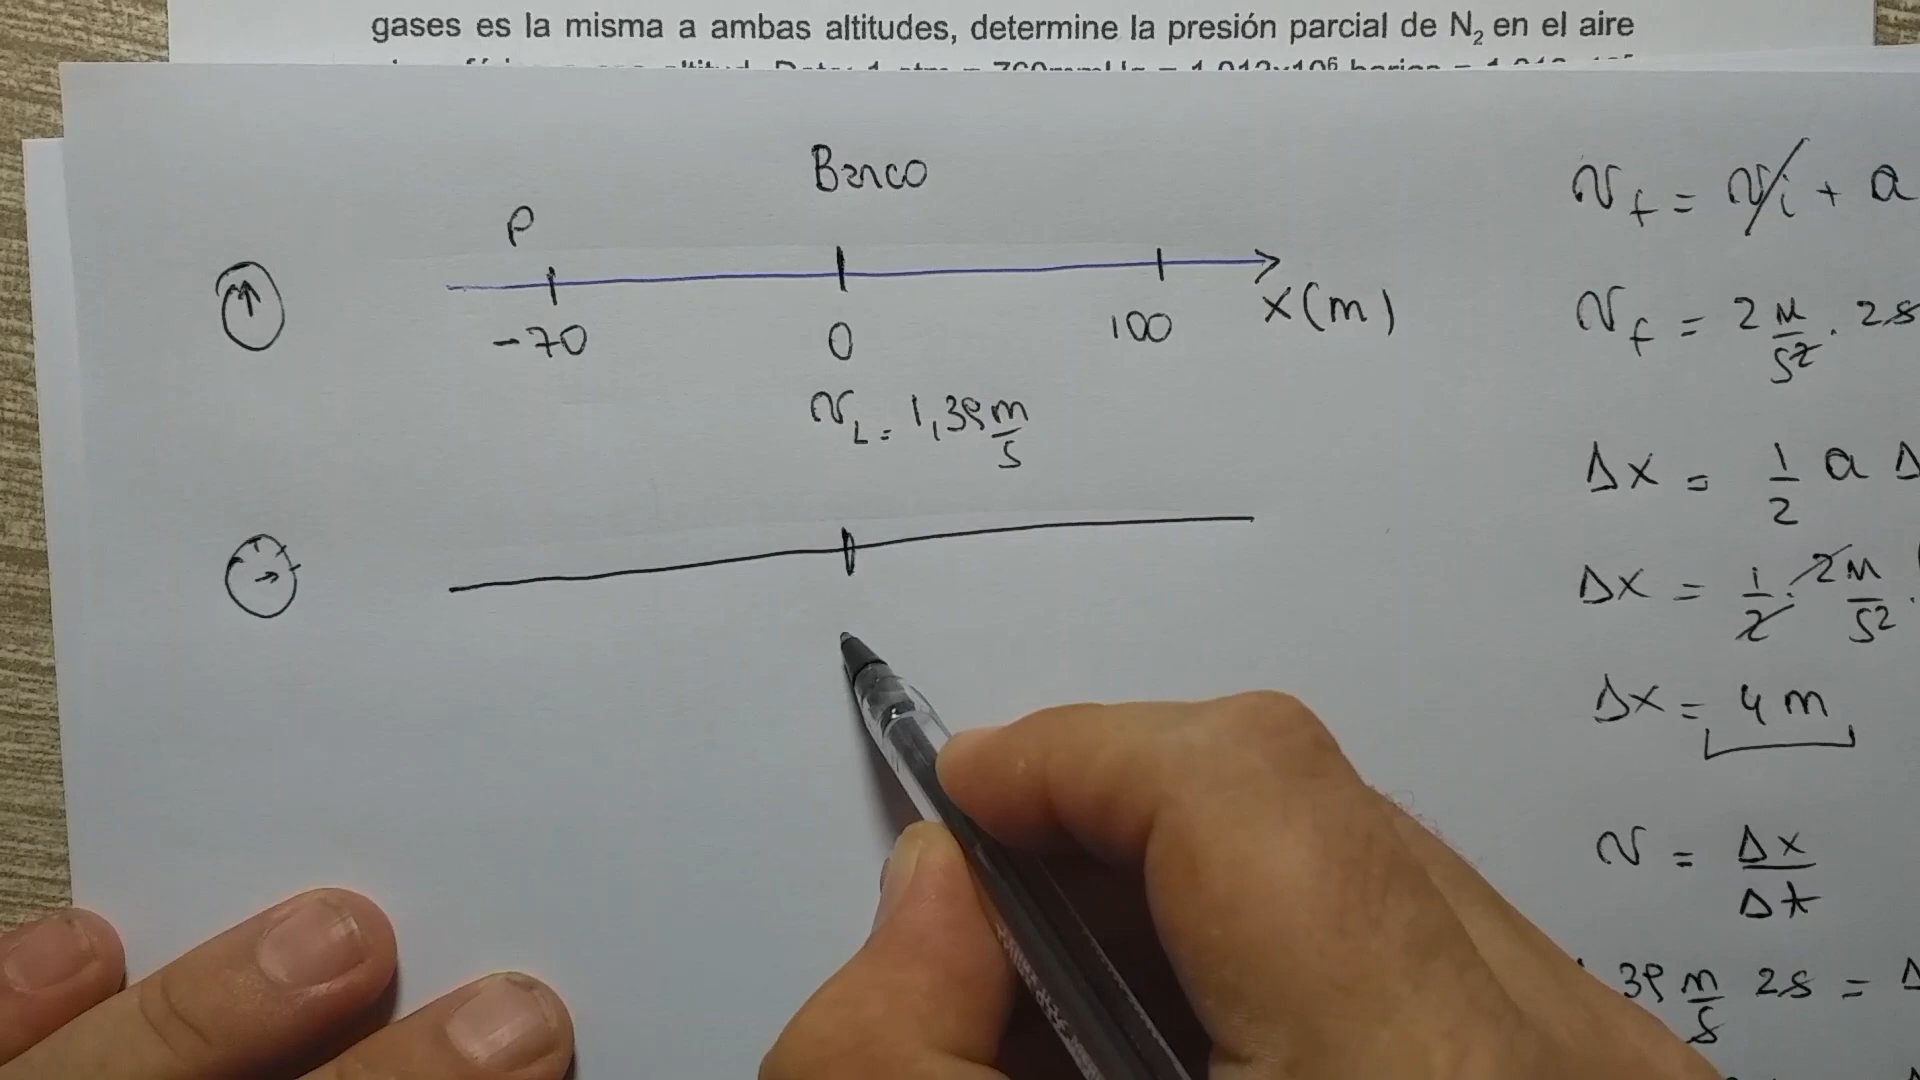 gases es la misma a ambas altitudes, determine la presión parcial de N₂ en el aire
Banco
P
-70 0 100 x(m)
v_L = 1,39 m/s
v_f = v_i + a
v_f = 2 m/s² . 2s
Δx = 1/2 a Δ
Δx = 1/2 . 2 m/s² .
Δx = 4 m
v = Δx/Δt
39 m/s 2s = Δ